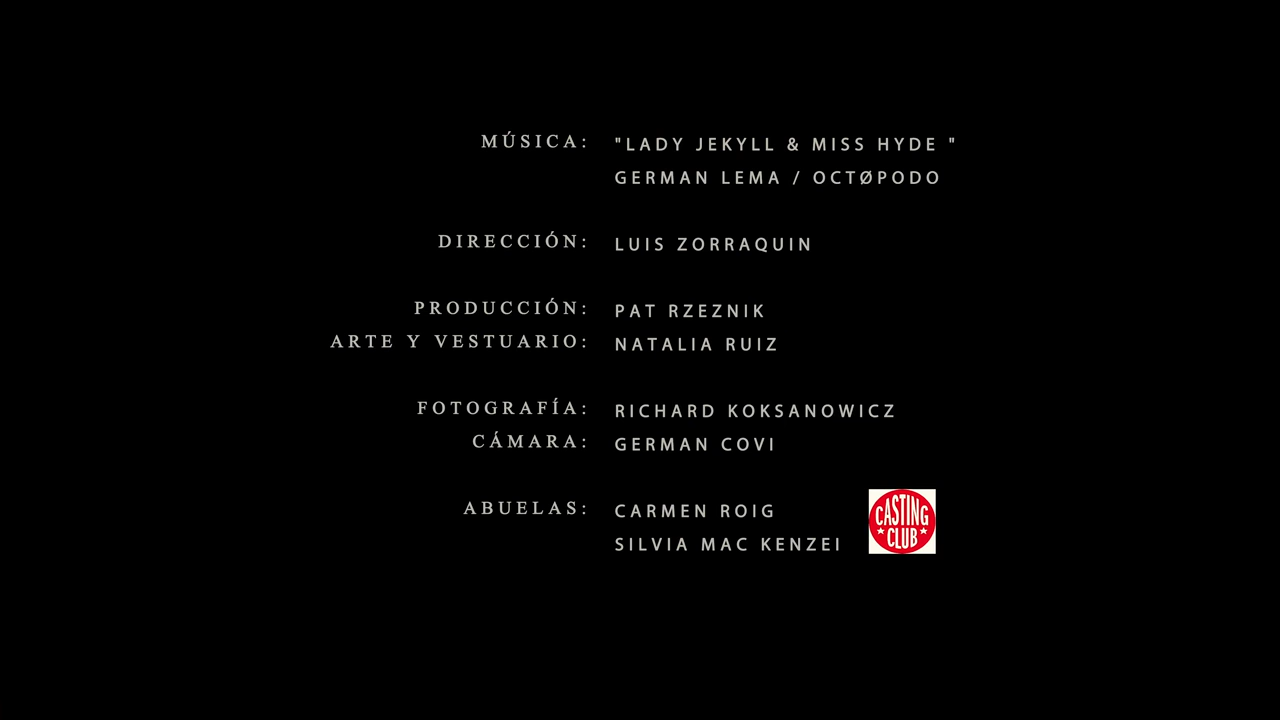 MÚSICA: "LADY JEKYLL & MISS HYDE "
GERMAN LEMA / OCTØPODO
DIRECCIÓN: LUIS ZORRAQUIN
PRODUCCIÓN: PAT RZEZNIK
ARTE Y VESTUARIO: NATALIA RUIZ
FOTOGRAFÍA: RICHARD KOKSANOWICZ
CÁMARA: GERMAN COVI
ABUELAS: CARMEN ROIG
SILVIA MAC KENZEI
CASTING
CLUB